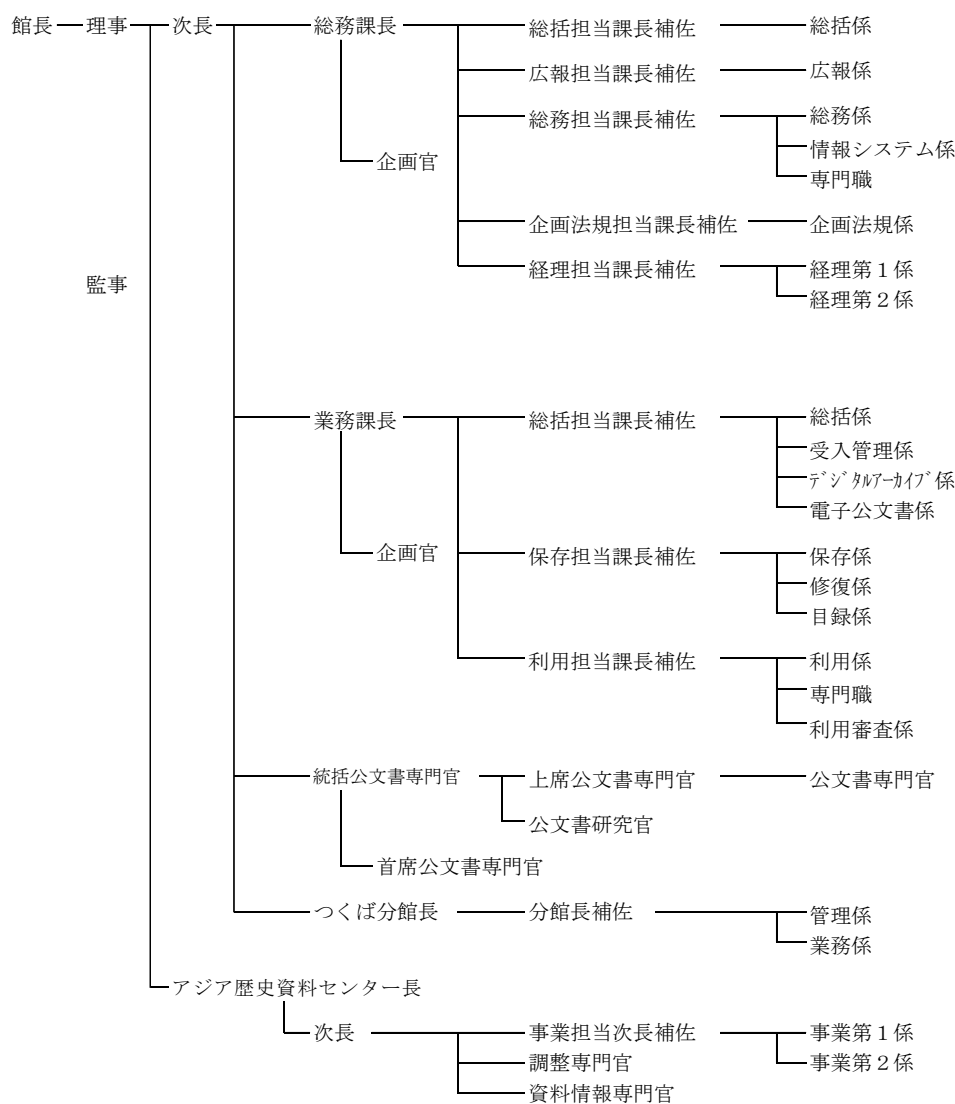 館長 理事 次長 総務課長 総括担当課長補佐 総括係
広報担当課長補佐 広報係
総務担当課長補佐 総務係
情報システム係
企画官
専門職
企画法規担当課長補佐 企画法規係
経理担当課長補佐 経理第１係
監事
経理第２係
業務課長 総括担当課長補佐 総括係
受入管理係
ﾃﾞｼﾞﾀﾙｱｰｶｲﾌﾞ係
電子公文書係
企画官 保存担当課長補佐 保存係
修復係
目録係
利用担当課長補佐 利用係
専門職
利用審査係
統括公文書専門官 上席公文書専門官 公文書専門官
公文書研究官
首席公文書専門官
つくば分館長 分館長補佐 管理係
業務係
アジア歴史資料センター長
次長 事業担当次長補佐 事業第１係
調整専門官 事業第２係
資料情報専門官